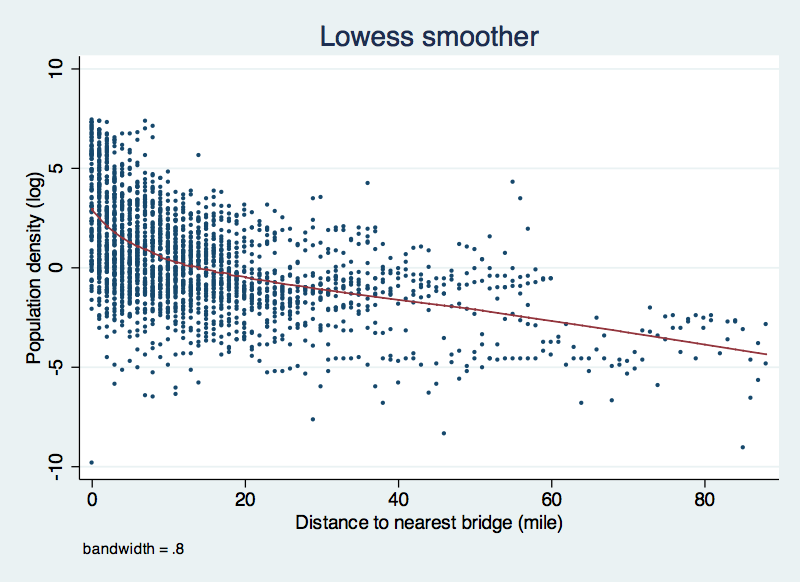 Lowess smoother
10
5
0
-5
-10
Population density (log)
0 20 40 60 80
Distance to nearest bridge (mile)
bandwidth = .8